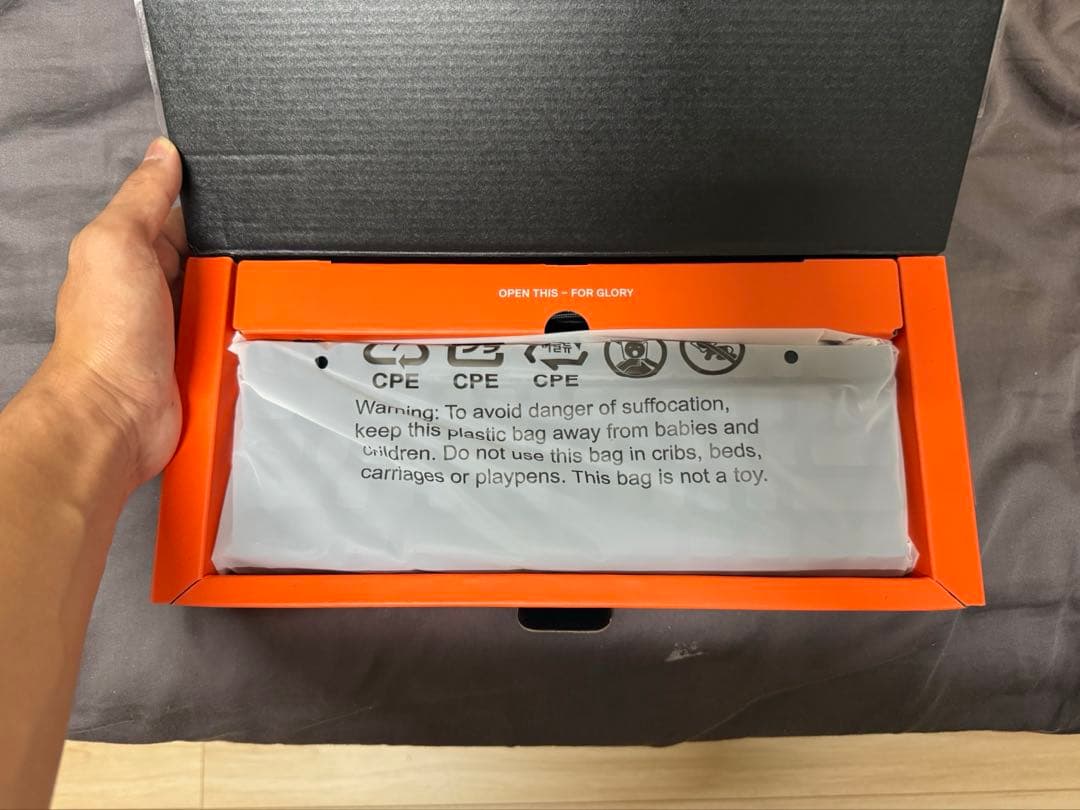 OPEN THIS – FOR GLORY
CPE CPE CPE
Warning: To avoid danger of suffocation,
keep this plastic bag away from babies and
children. Do not use this bag in cribs, beds,
carriages or playpens. This bag is not a toy.